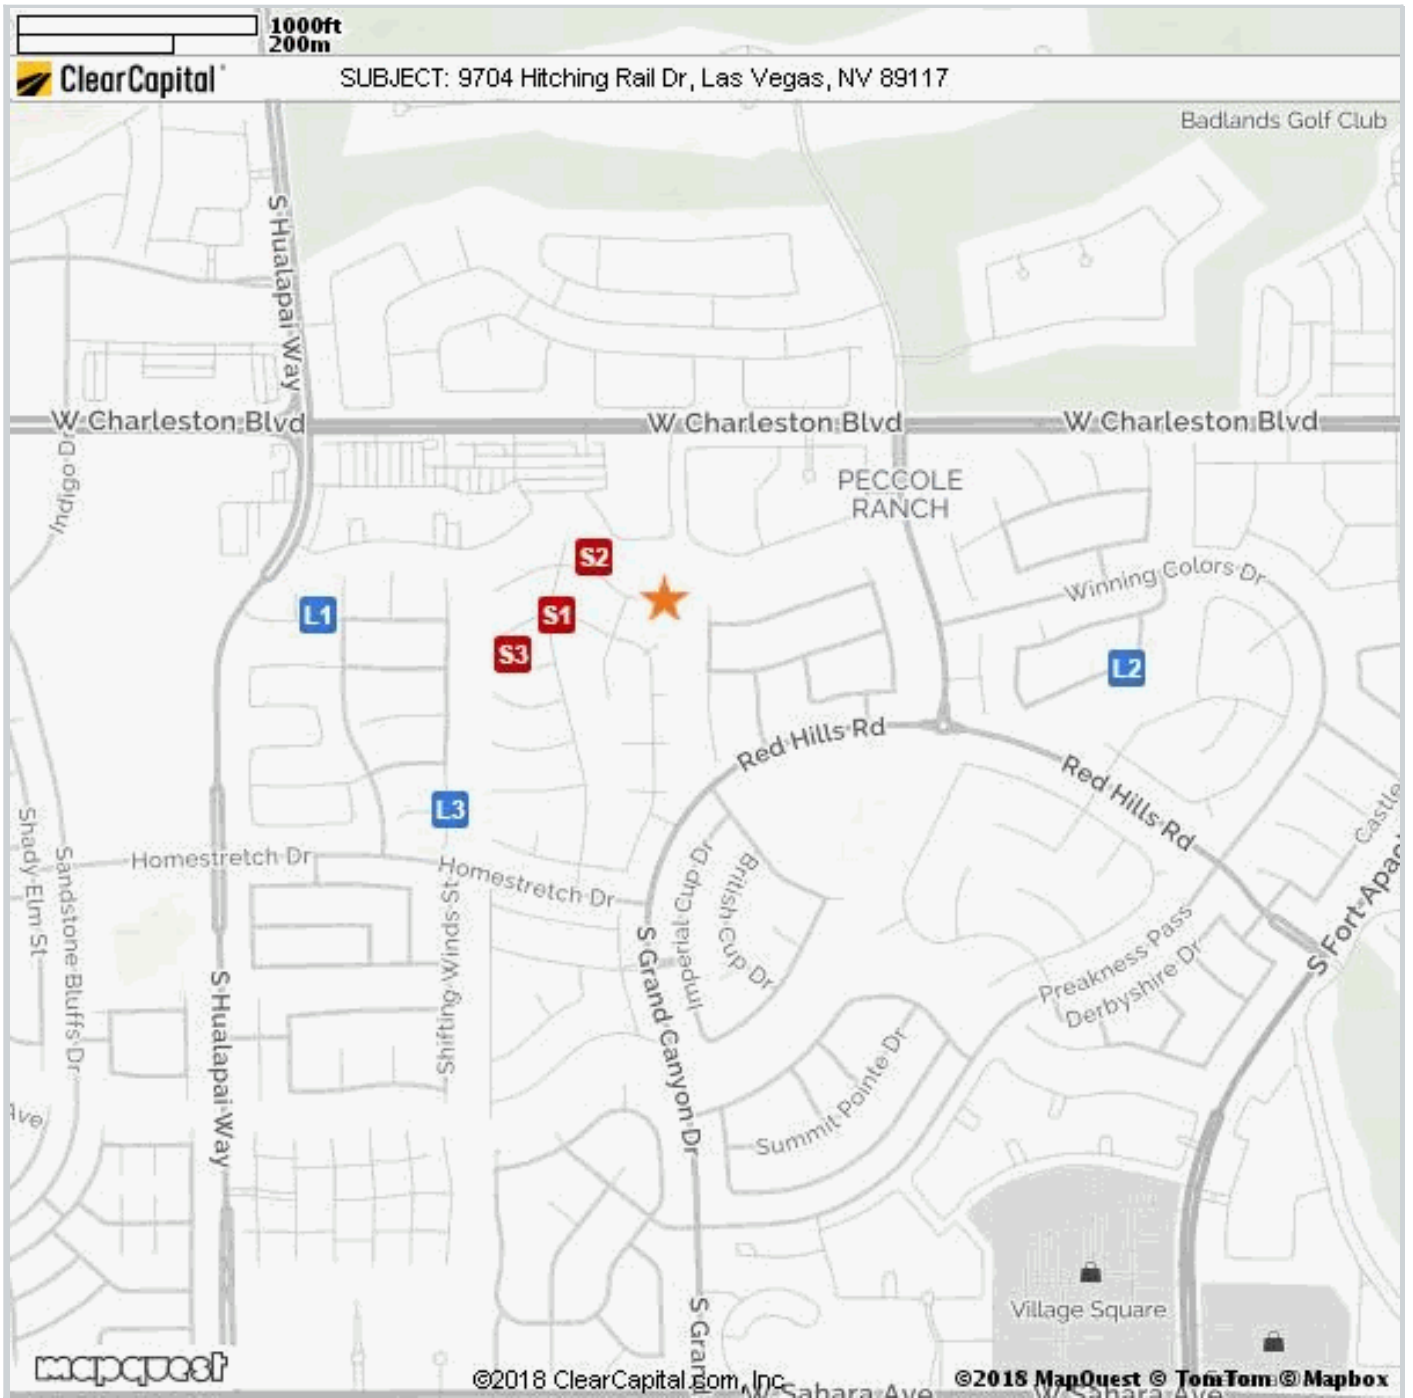 1000ft
200m
ClearCapital
SUBJECT: 9704 Hitching Rail Dr, Las Vegas, NV 89117
Badlands Golf Club
S Hualapai Way
W Charleston Blvd
W Charleston Blvd
W Charleston Blvd
Indigo Dr
PECCOLE
RANCH
S2
Winning Colors Dr
L1
S1
S3
L2
Red Hills Rd
Red Hills Rd
L3
Castle
Shady Elm St
Sandstone Bluffs Dr
Homestretch Dr
Homestretch Dr
Imperial Cup Dr
British Cup Dr
Shifting Winds St
S Grand Canyon Dr
S Fort Apac
Preakness Pass
Derbyshire Dr
S Hualapai Way
Summit Pointe Dr
Ave
Village Square
S Grand
mapquest
©2018 ClearCapital.com, Inc
©2018 MapQuest © TomTom © Mapbox
W Sahara Ave
W Sahara Ave